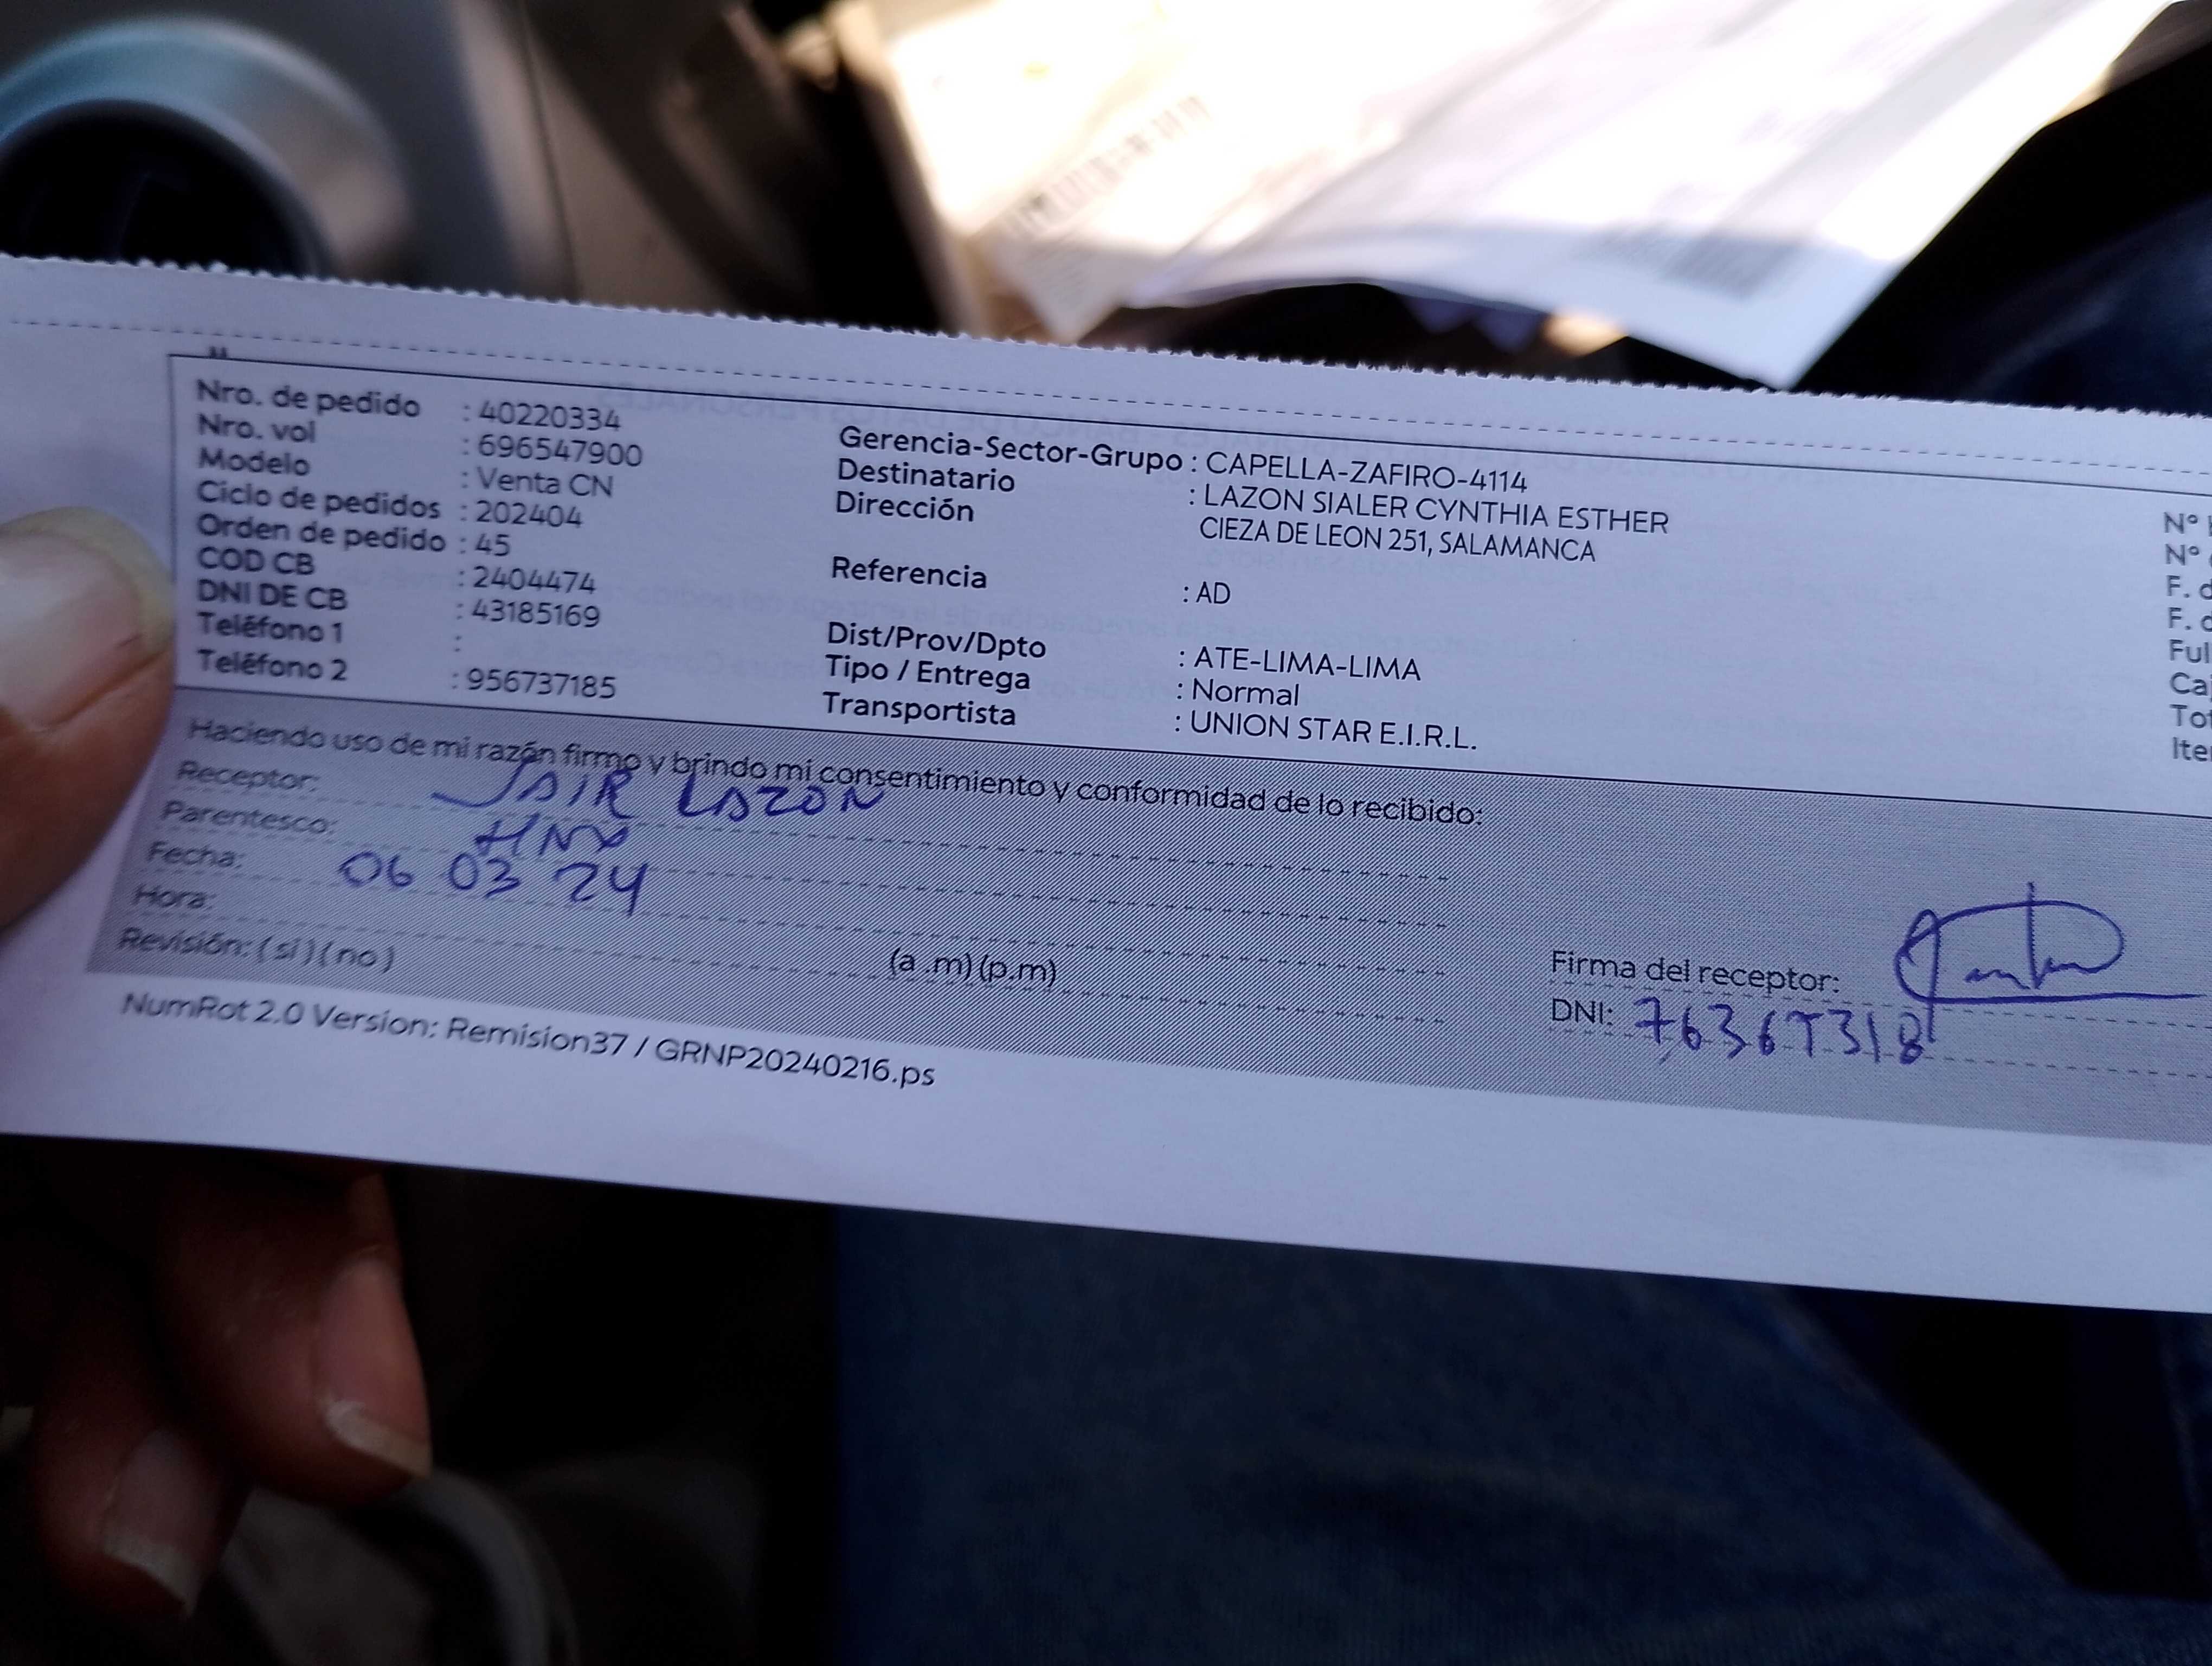 Nro. de pedido : 40220334
Nro. vol : 696547900
Modelo : Venta CN
Ciclo de pedidos : 202404
Orden de pedido : 45
COD CB : 2404474
DNI DE CB : 43185169
Teléfono 1 :
Teléfono 2 : 956737185
Gerencia-Sector-Grupo : CAPELLA-ZAFIRO-4114
Destinatario : LAZON SIALER CYNTHIA ESTHER
Dirección CIEZA DE LEON 251, SALAMANCA
Referencia : AD
Dist/Prov/Dpto : ATE-LIMA-LIMA
Tipo / Entrega : Normal
Transportista : UNION STAR E.I.R.L.
N°
N°
F. d
F. d
Ful
Ca
Tot
Ite
Haciendo uso de mi razón firmo y brindo mi consentimiento y conformidad de lo recibido:
Receptor: JAIR LAZON
Parentesco:
Fecha: 06 03 24
Hora: (a .m) (p.m)
Revisión: ( si ) ( no )
Firma del receptor:
DNI:
NumRot 2.0 Version: Remision37 / GRNP20240216.ps